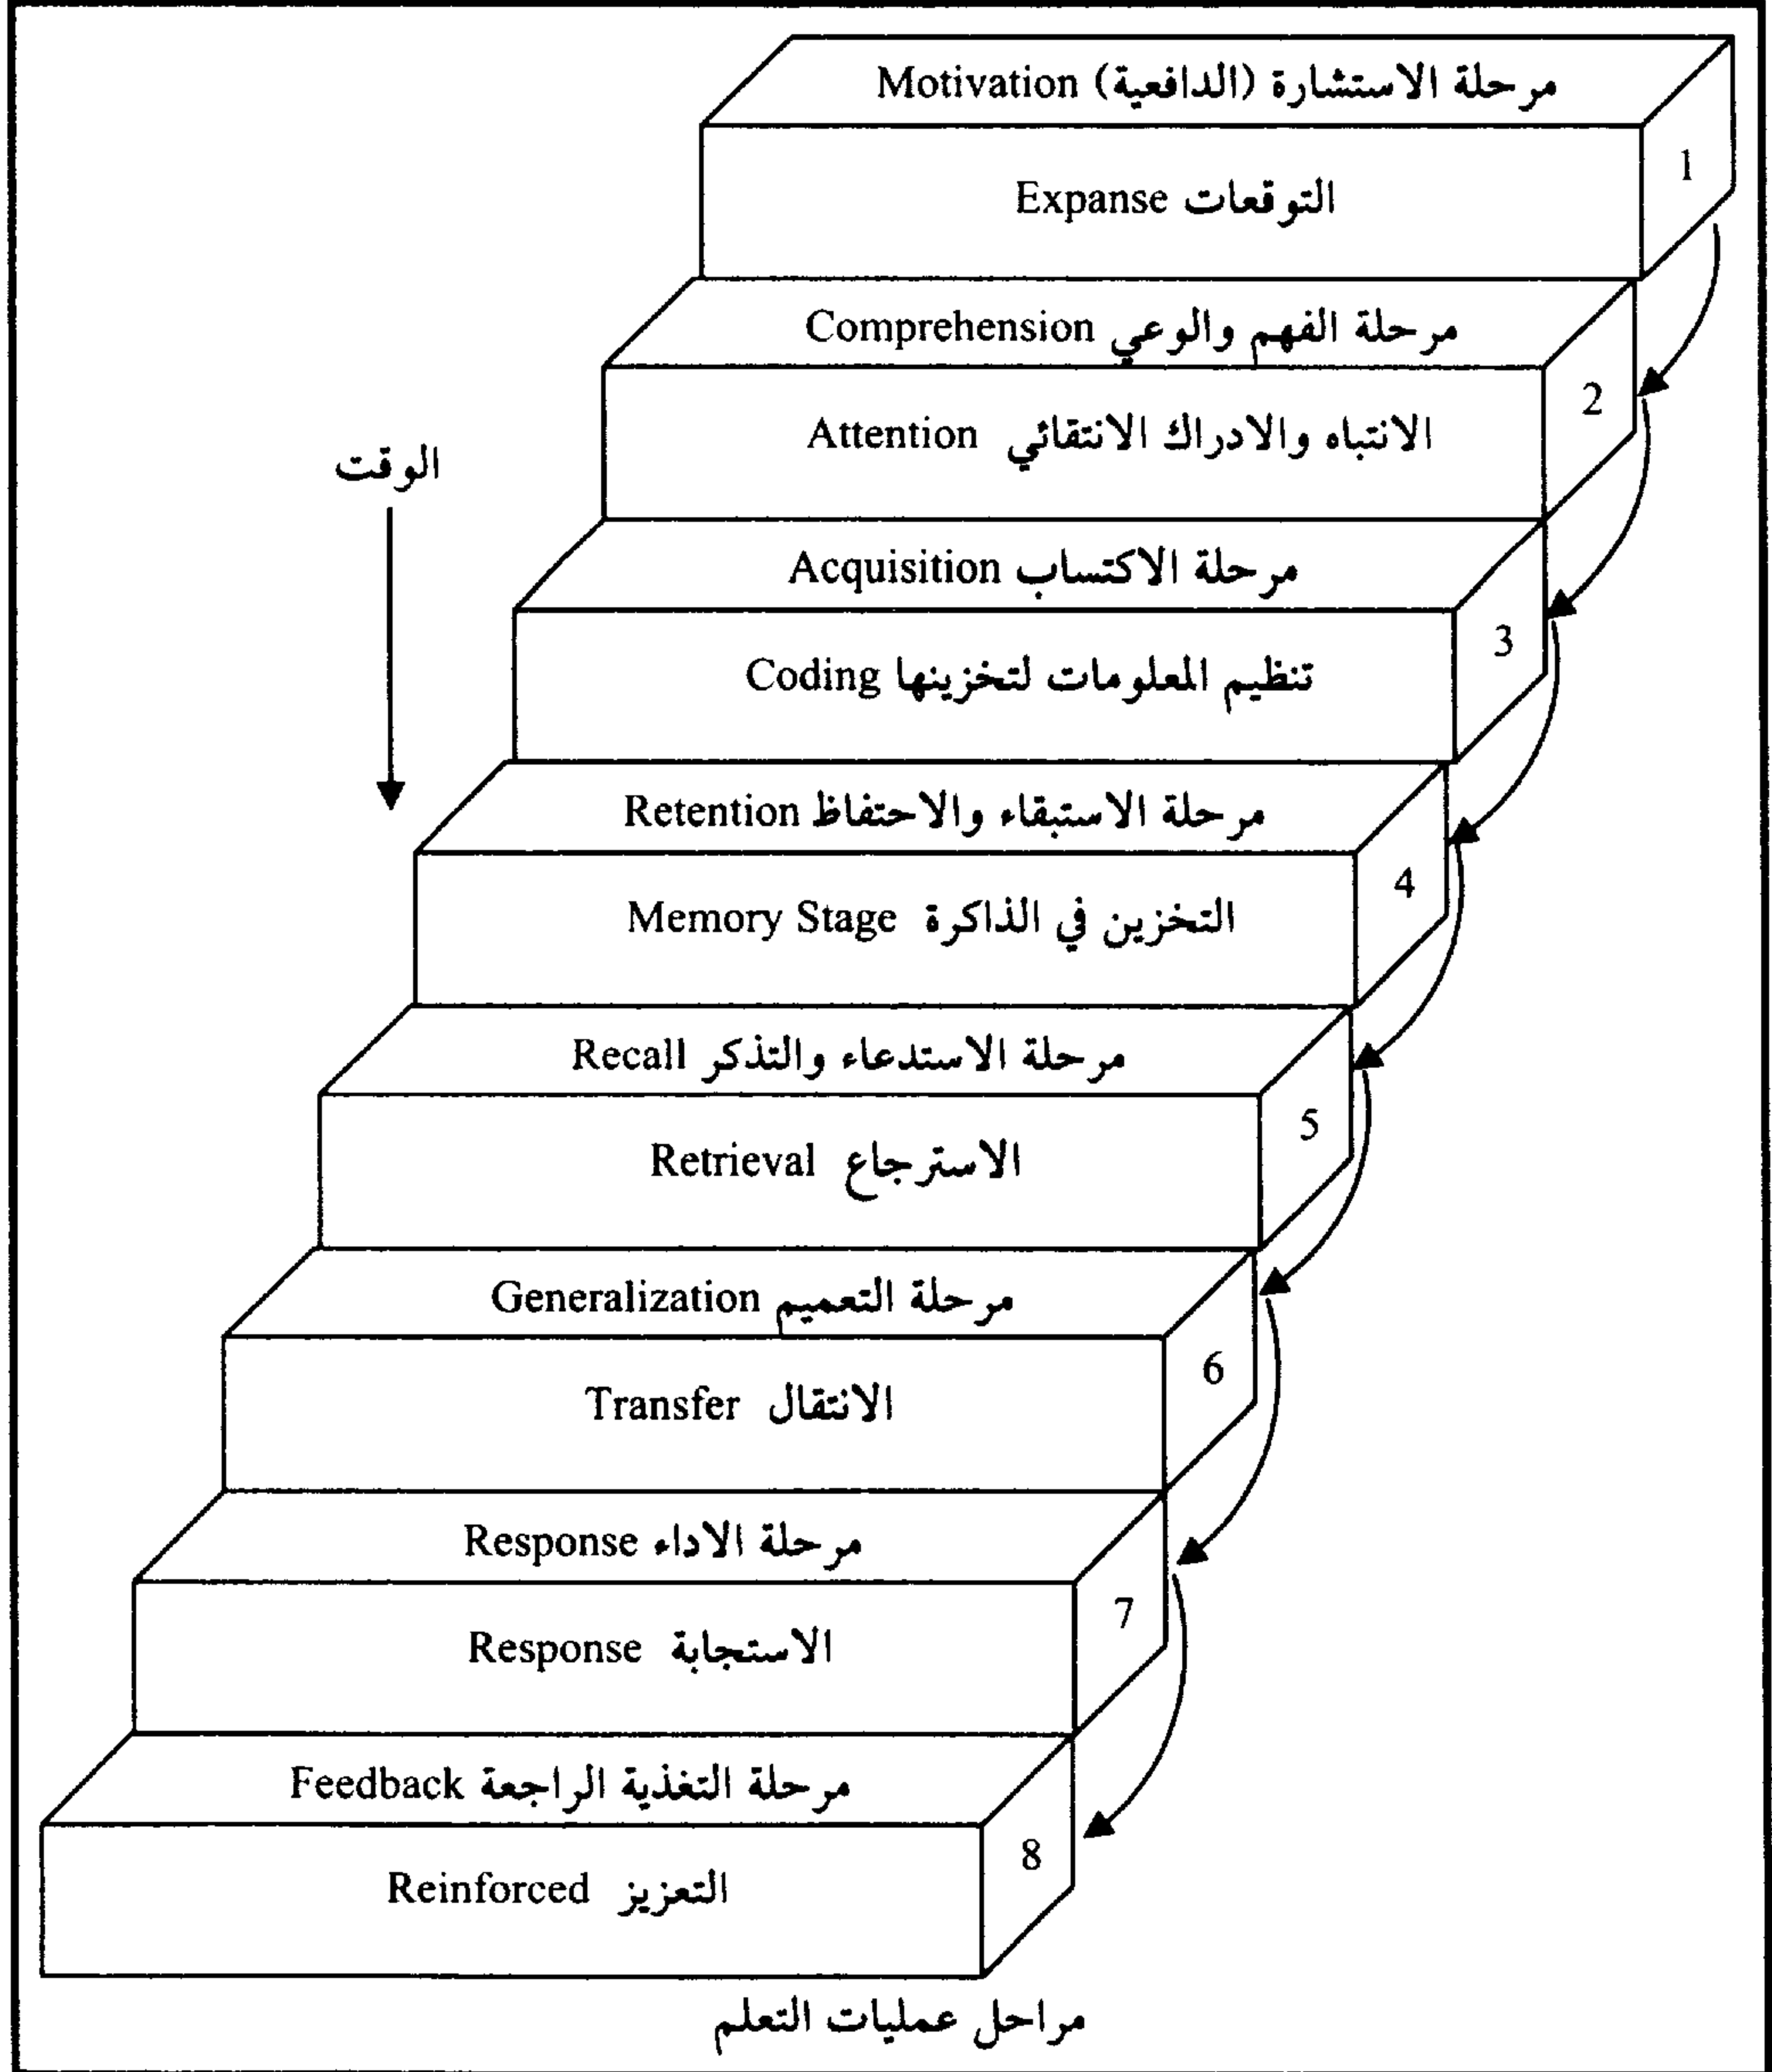 مرحلة الاستشارة (الدافعية) Motivation
1
التوقعات Expanse
مرحلة الفهم والوعي Comprehension
2
الانتباه والادراك الانتقائي Attention
الوقت
مرحلة الاكتساب Acquisition
3
تنظيم المعلومات لتخزينها Coding
مرحلة الاستبقاء والاحتفاظ Retention
4
التخزين في الذاكرة Memory Stage
مرحلة الاستدعاء والتذكر Recall
5
الاسترجاع Retrieval
مرحلة التعميم Generalization
6
الانتقال Transfer
مرحلة الاداء Response
7
الاستجابة Response
مرحلة التغذية الراجعة Feedback
8
التعزيز Reinforced
مراحل عمليات التعلم